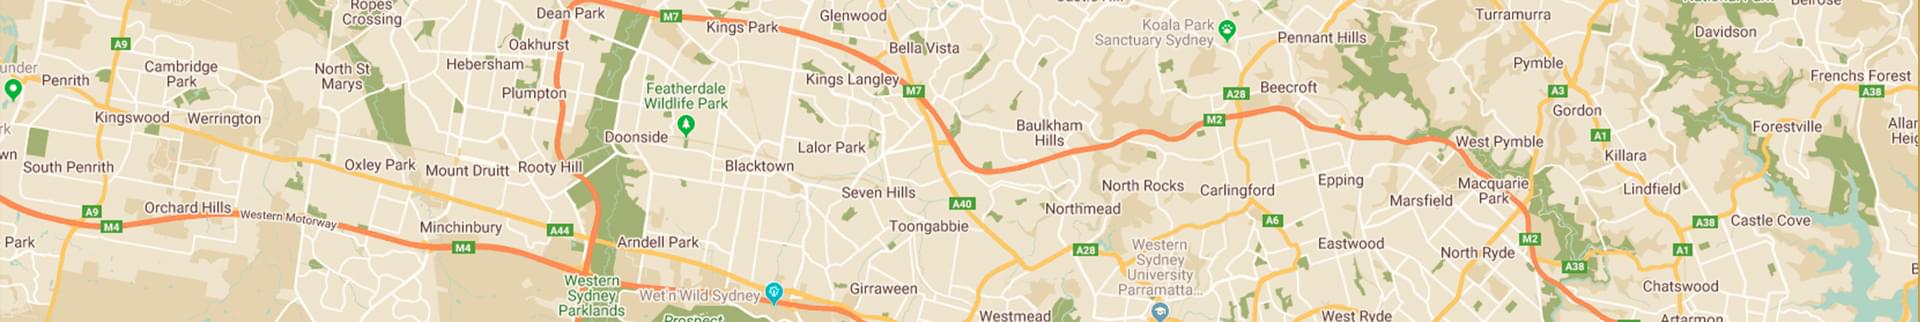 Ropes
Crossing
Dean Park
M7
Kings Park
Glenwood
Turramurra
Belrose
A9
Oakhurst
Bella Vista
Koala Park
Sanctuary Sydney
Pennant Hills
Davidson
under
Penrith
Cambridge
Park
North St
Marys
Hebersham
Kings Langley
Pymble
Frenchs Forest
Plumpton
Featherdale
Wildlife Park
M7
A28
Beecroft
A3
A38
Kingswood
Werrington
Doonside
Lalor Park
Baulkham
Hills
M2
Gordon
A1
Forestville
West Pymble
Killara
South Penrith
Oxley Park
Mount Druitt
Rooty Hill
Blacktown
Seven Hills
North Rocks
Carlingford
Epping
Marsfield
Macquarie
Park
Lindfield
A9
M4
Orchard Hills
Western Motorway
Minchinbury
A44
A40
Toongabbie
Northmead
A6
A38
Castle Cove
Park
M4
Arndell Park
A28
Western
Sydney
University
Parramatta...
Eastwood
North Ryde
M2
A38
A1
Western
Sydney
Parklands
Wet'n'Wild Sydney
Girraween
Chatswood
Prospect
Westmead
West Ryde
Artarmon